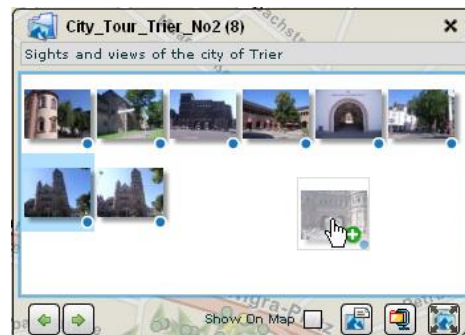 City_Tour_Trier_No2 (8)
Sights and views of the city of Trier
Show On Map